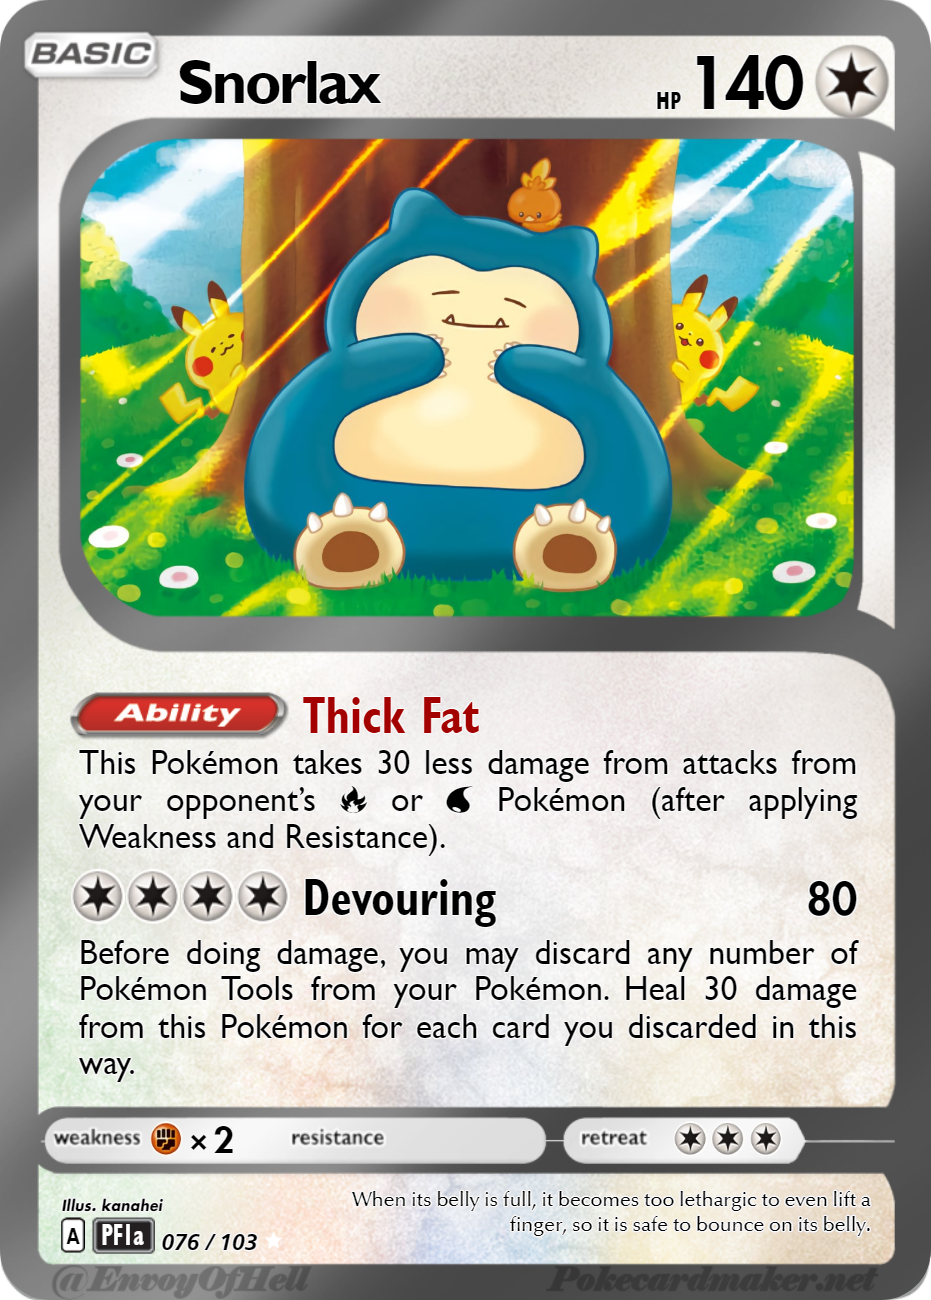 BASIC
Snorlax
HP 140
Ability Thick Fat
This Pokémon takes 30 less damage from attacks from
your opponent's or Pokémon (after applying
Weakness and Resistance).
Devouring 80
Before doing damage, you may discard any number of
Pokémon Tools from your Pokémon. Heal 30 damage
from this Pokémon for each card you discarded in this
way.
weakness × 2 resistance retreat
Illus. kanahei
When its belly is full, it becomes too lethargic to even lift a
finger, so it is safe to bounce on its belly.
A PF1a 076 / 103
@EnvoyOfHell Pokecardmaker.net